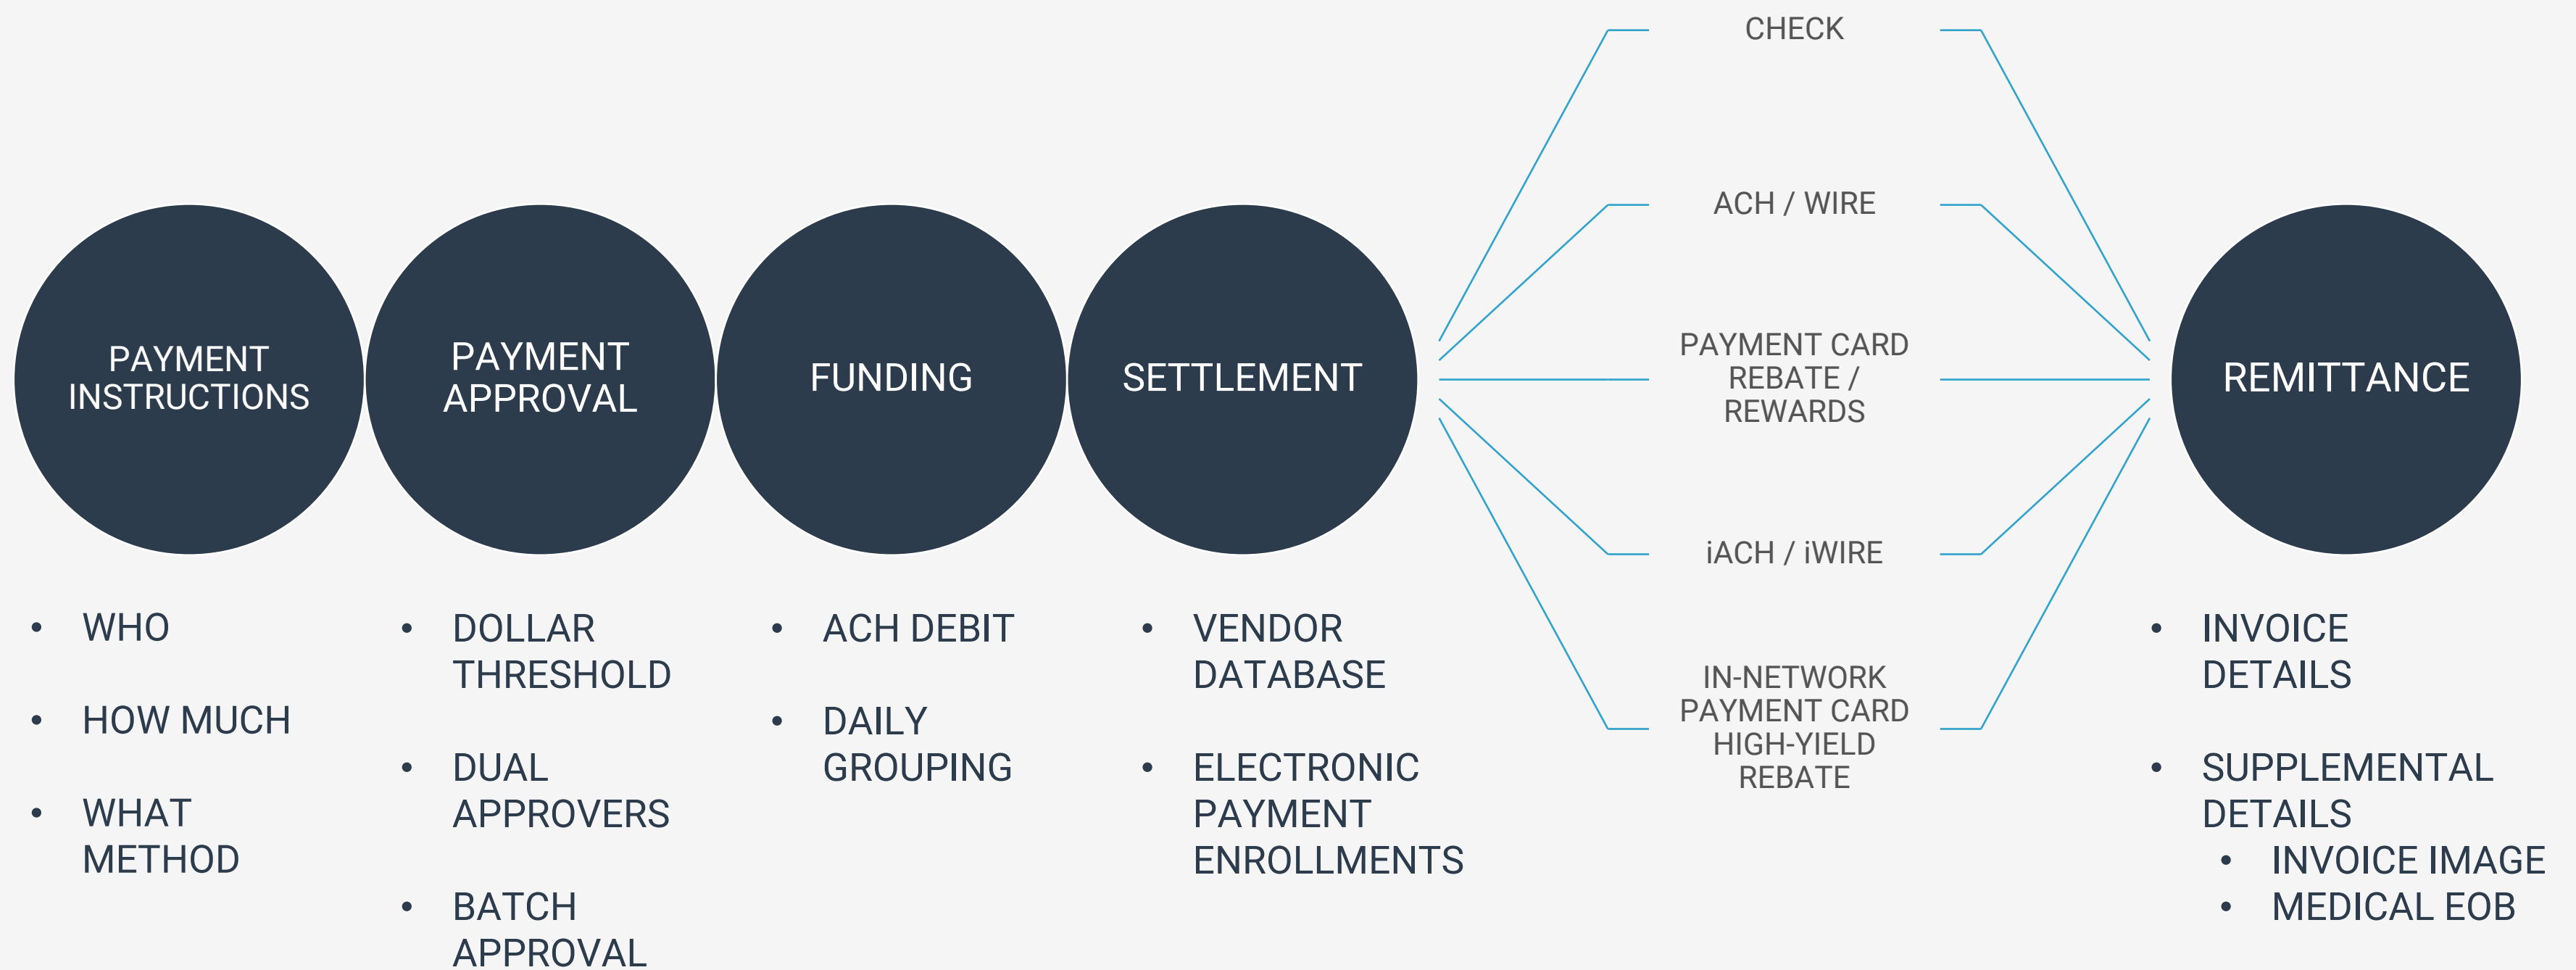 PAYMENT
INSTRUCTIONS
PAYMENT
APPROVAL
FUNDING
SETTLEMENT
CHECK
ACH / WIRE
PAYMENT CARD
REBATE /
REWARDS
iACH / iWIRE
IN-NETWORK
PAYMENT CARD
HIGH-YIELD
REBATE
REMITTANCE
• WHO
• HOW MUCH
• WHAT
METHOD
• DOLLAR
THRESHOLD
• DUAL
APPROVERS
• BATCH
APPROVAL
• ACH DEBIT
• DAILY
GROUPING
• VENDOR
DATABASE
• ELECTRONIC
PAYMENT
ENROLLMENTS
• INVOICE
DETAILS
• SUPPLEMENTAL
DETAILS
• INVOICE IMAGE
• MEDICAL EOB